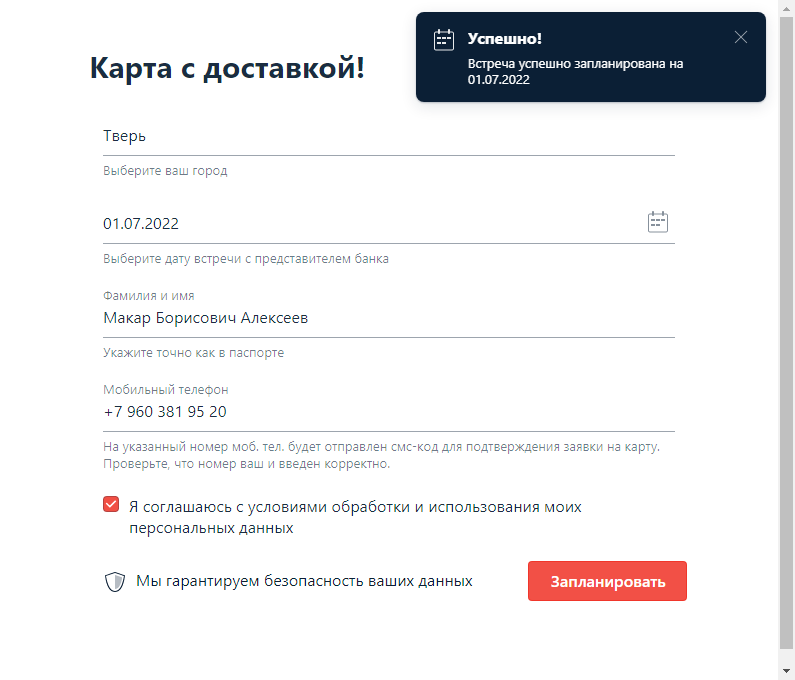 Карта с доставкой!
Успешно!
Встреча успешно запланирована на
01.07.2022
Тверь
Выберите ваш город
01.07.2022
Выберите дату встречи с представителем банка
Фамилия и имя
Макар Борисович Алексеев
Укажите точно как в паспорте
Мобильный телефон
+7 960 381 95 20
На указанный номер моб. тел. будет отправлен смс-код для подтверждения заявки на карту.
Проверьте, что номер ваш и введен корректно.
Я соглашаюсь с условиями обработки и использования моих
персональных данных
Мы гарантируем безопасность ваших данных
Запланировать